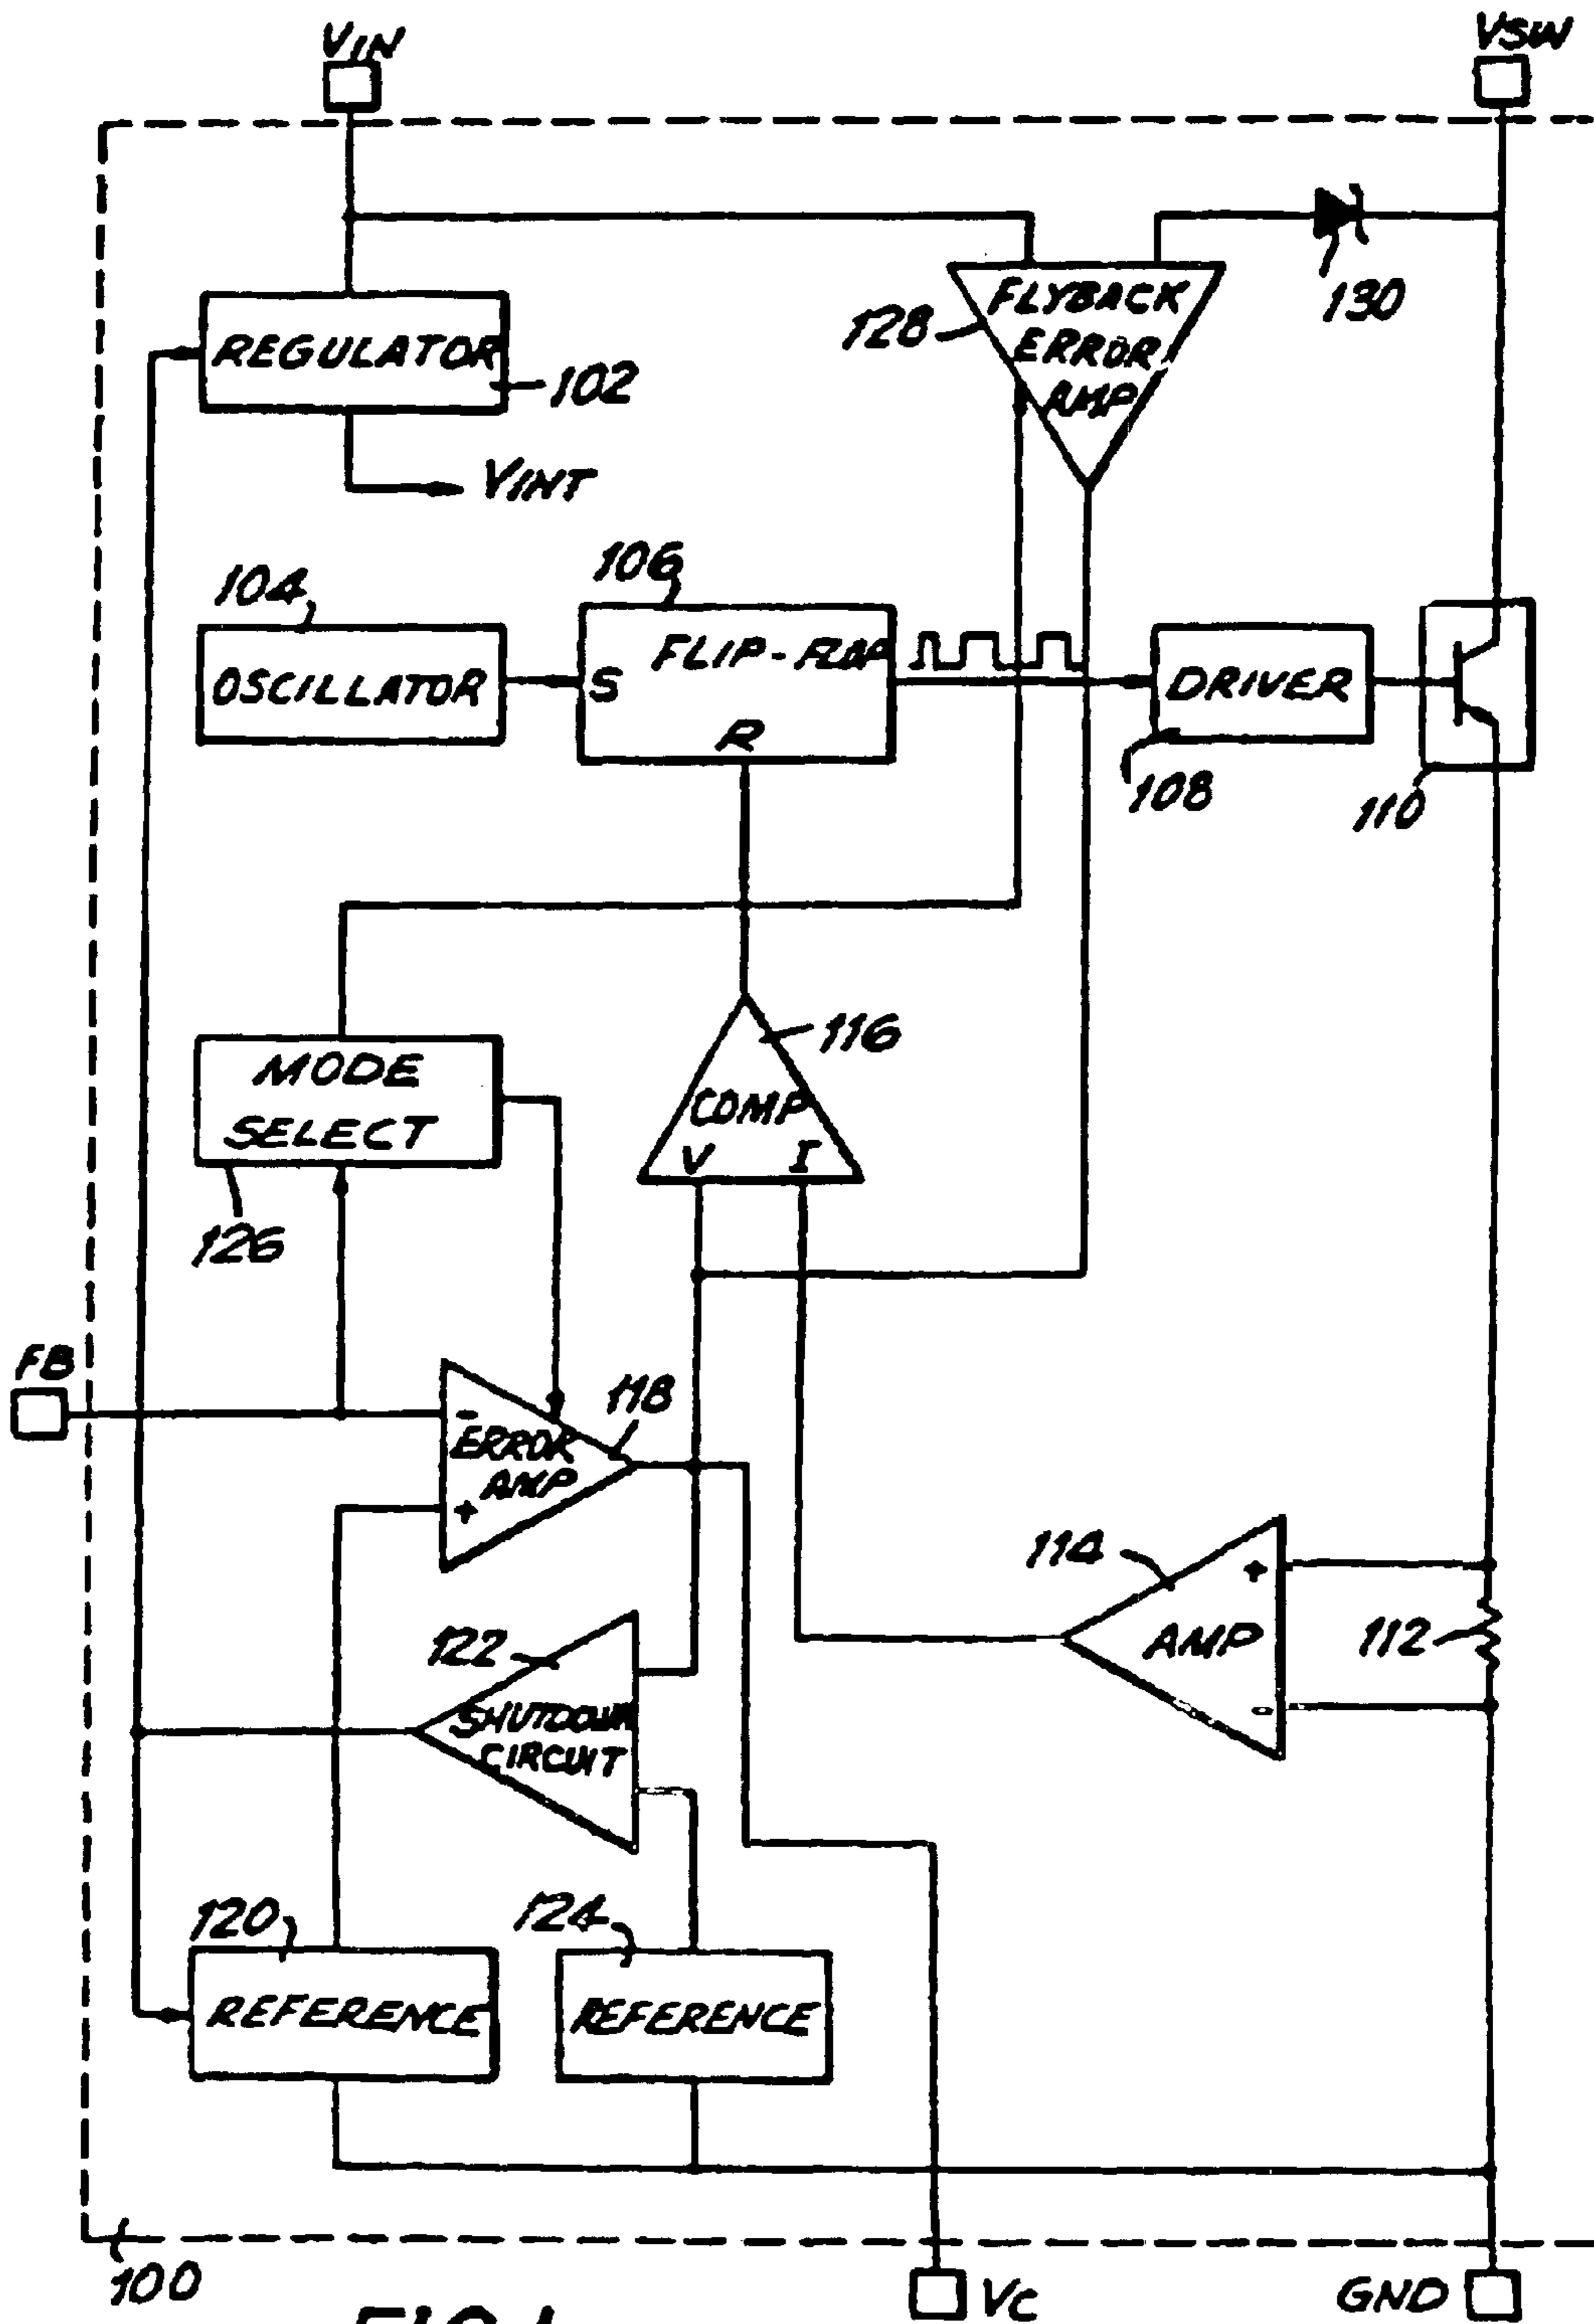 VIN
VSW
130
FLYBACK
ERROR
AMP
128
REGULATOR
102
VINT
104
OSCILLATOR
106
FLIP-FLOP
S
R
DRIVER
108
110
MODE
SELECT
126
116
COMP
V I
FB
118
-
ERROR
AMP
+
114
+
AMP
-
112
122
SHUTDOWN
CIRCUIT
120
REFERENCE
124
REFERENCE
100
VC
GND
FIG.1